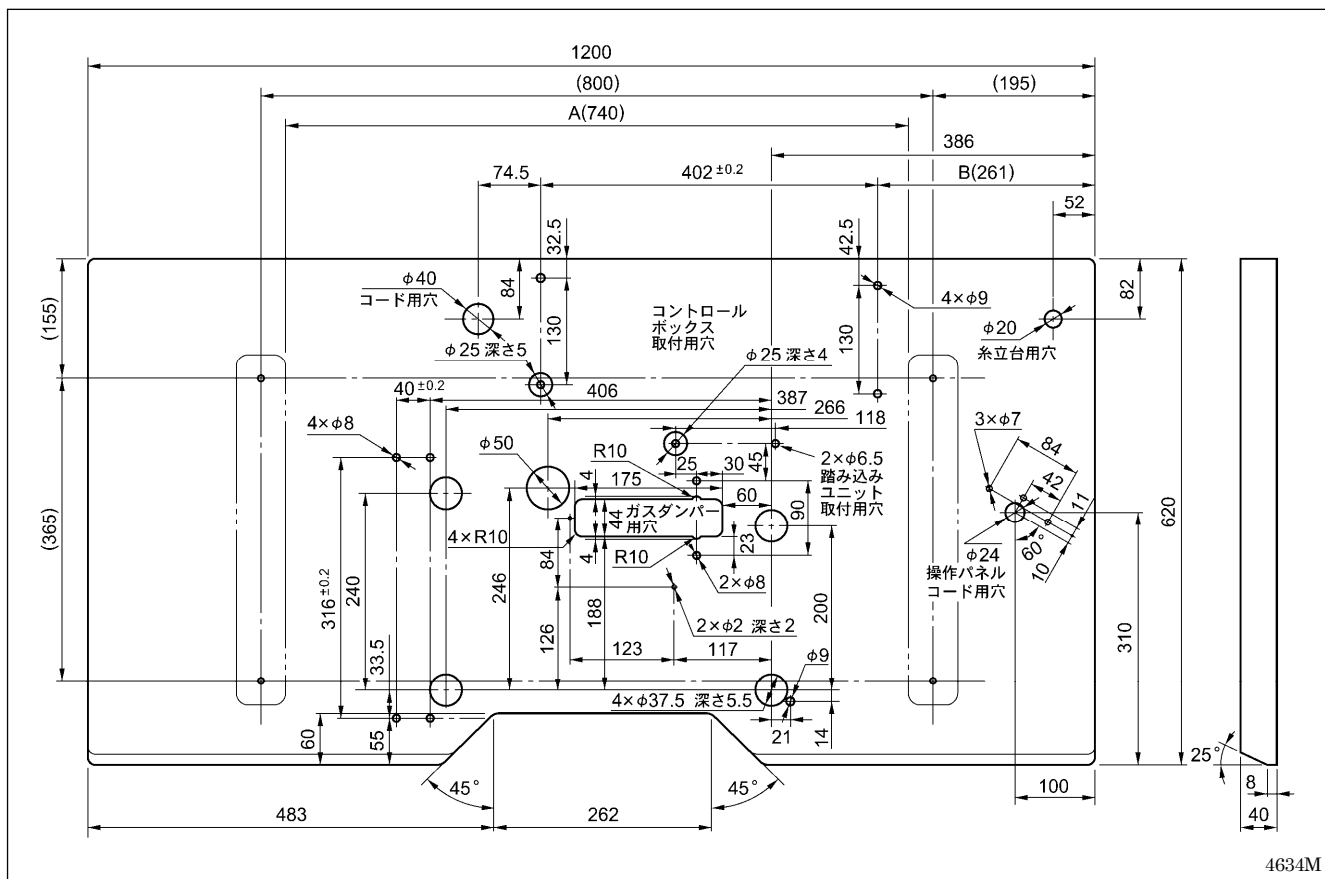 1200
(800)
(195)
A(740)
386
74.5
402±0.2
B(261)
52
32.5
42.5
φ40
コード用穴
84
130
コントロール
ボックス
取付用穴
4×φ9
130
82
φ20
糸立台用穴
(155)
φ25 深さ5
φ25 深さ4
40±0.2
406
387
266
118
3×φ7
84
42
11
4×φ8
φ50
R10
25
30
45
2×φ6.5
踏み込み
ユニット
取付用穴
175
4
60
90
44
ガスダンパー
用穴
4×R10
4
R10
23
2×φ8
φ24
操作パネル
コード用穴
60°
10
620
(365)
316±0.2
240
246
84
188
126
2×φ2 深さ2
200
310
33.5
123
117
φ9
4×φ37.5 深さ5.5
60
55
21
14
45°
45°
25°
8
100
40
483
262
4634M